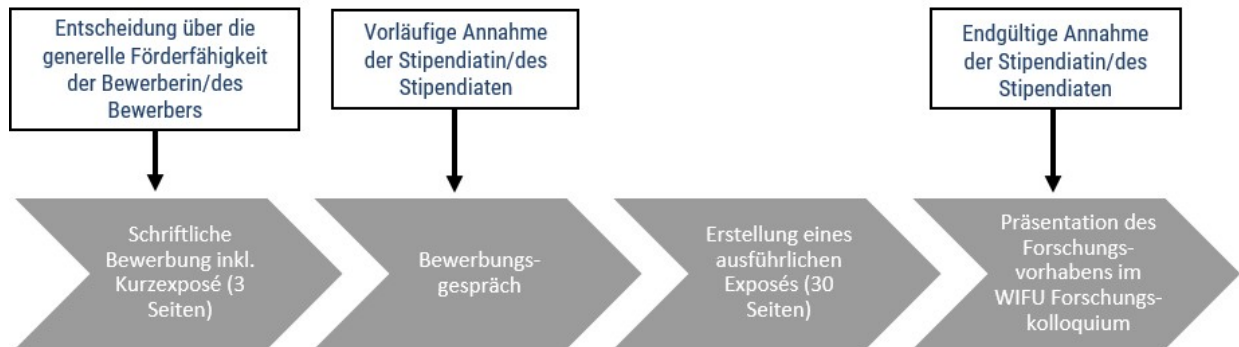 Entscheidung über die
generelle Förderfähigkeit
der Bewerberin/des
Bewerbers
Vorläufige Annahme
der Stipendiatin/des
Stipendiaten
Endgültige Annahme
der Stipendiatin/des
Stipendiaten
Schriftliche
Bewerbung inkl.
Kurzexposé (3
Seiten)
Bewerbungs-
gespräch
Erstellung eines
ausführlichen
Exposés (30
Seiten)
Präsentation des
Forschungs-
vorhabens im
WIFU Forschungs-
kolloquium